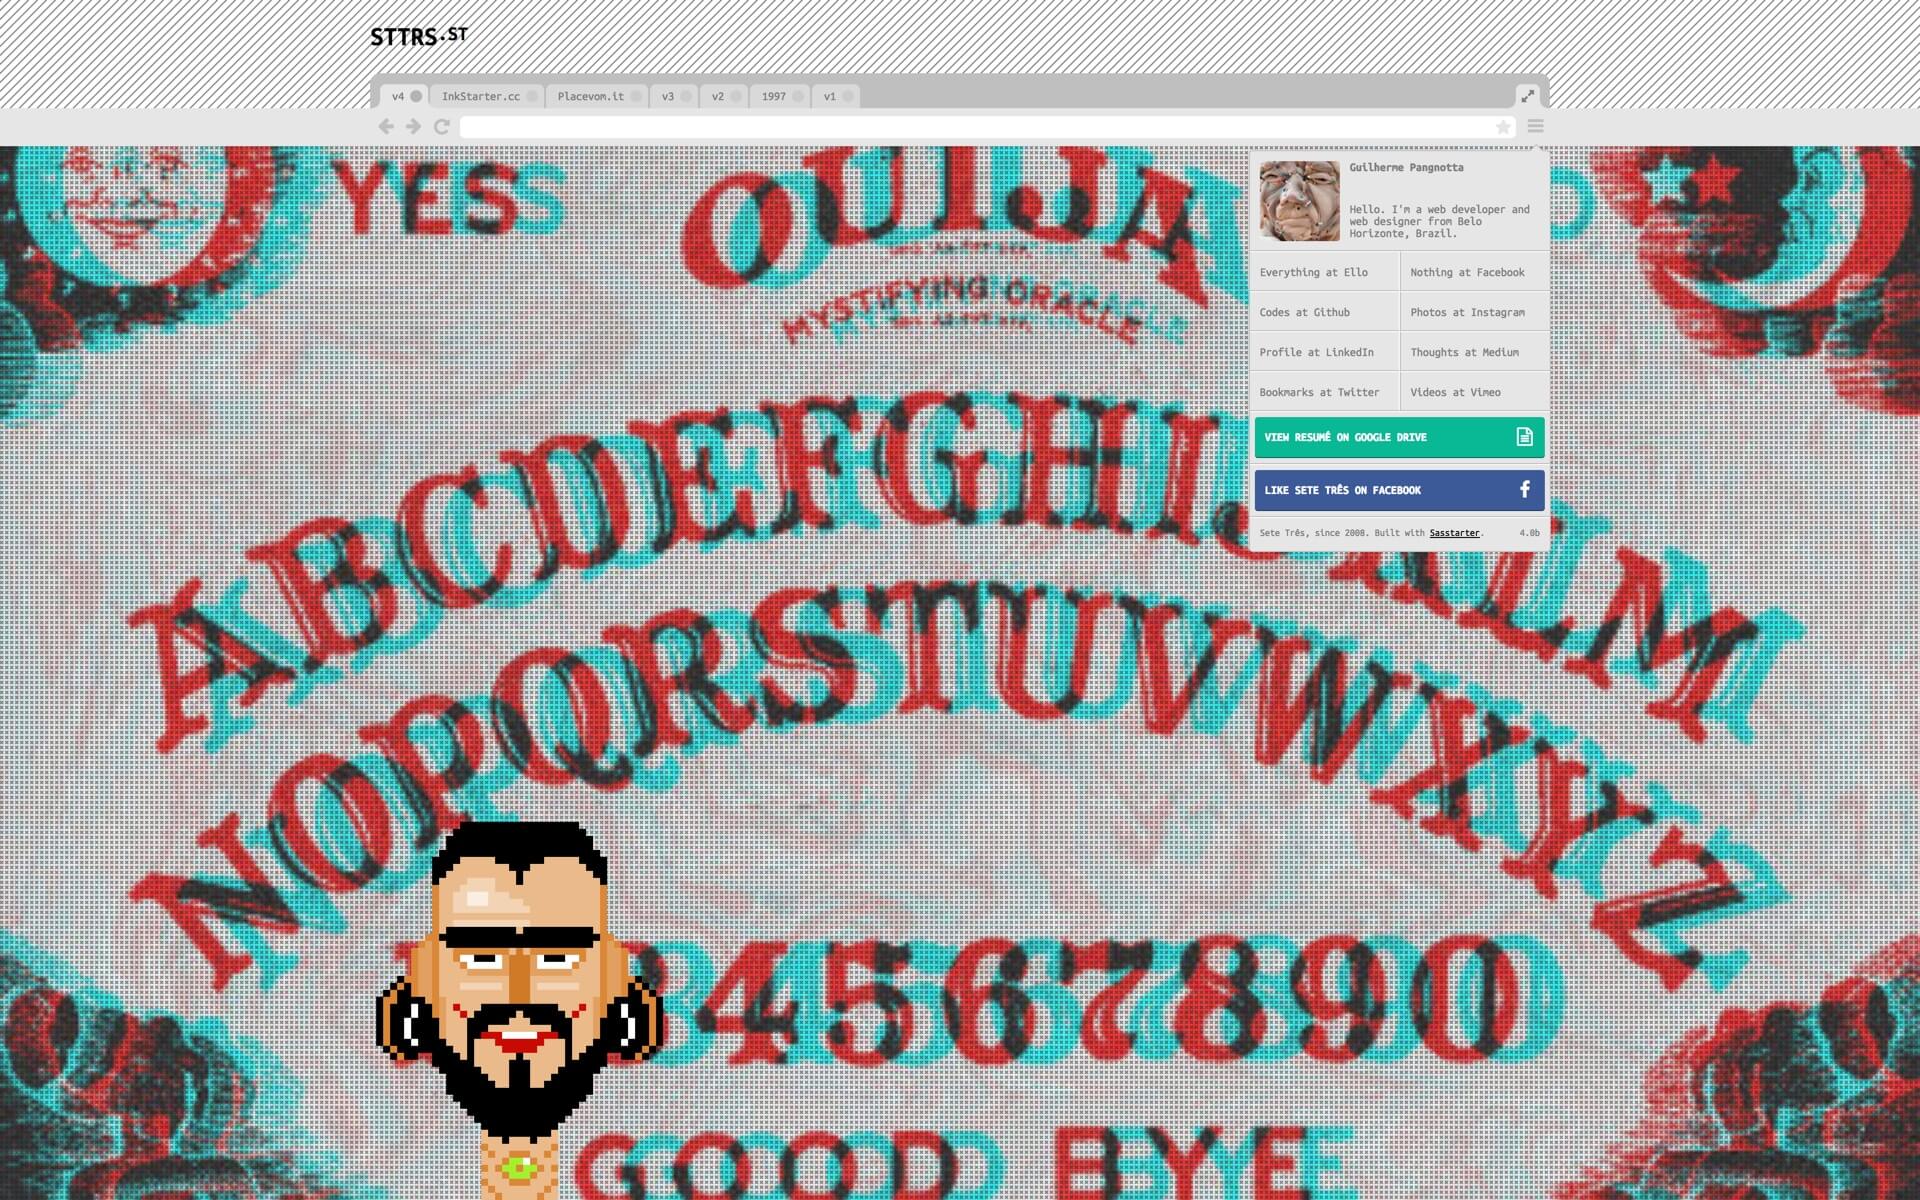 STTRS.ST
v4 InkStarter.cc Placevom.it v3 v2 1997 v1
YES
OUIJA
MYSTIFYING ORACLE
Guilherme Pangnotta
Hello. I'm a web developer and
web designer from Belo
Horizonte, Brazil.
Everything at Ello Nothing at Facebook
Codes at Github Photos at Instagram
Profile at LinkedIn Thoughts at Medium
Bookmarks at Twitter Videos at Vimeo
VIEW RESUMÊ ON GOOGLE DRIVE
LIKE SETE TRÊS ON FACEBOOK
Sete Três, since 2008. Built with Sasstarter. 4.0b
ABCDEFGHIJKLM
NOPQRSTUVWXYZ
34567890
GOOD BYE